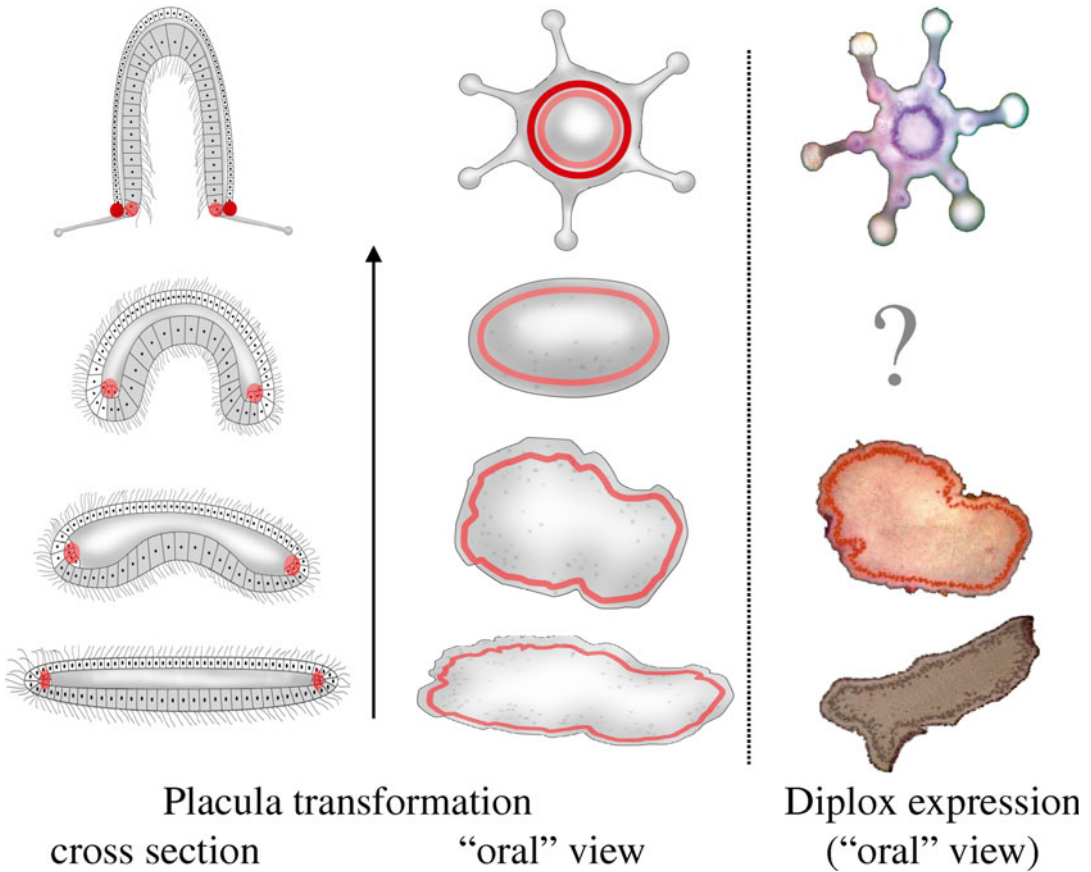 ?
Placula transformation
cross section
“oral” view
Diplox expression
(“oral” view)